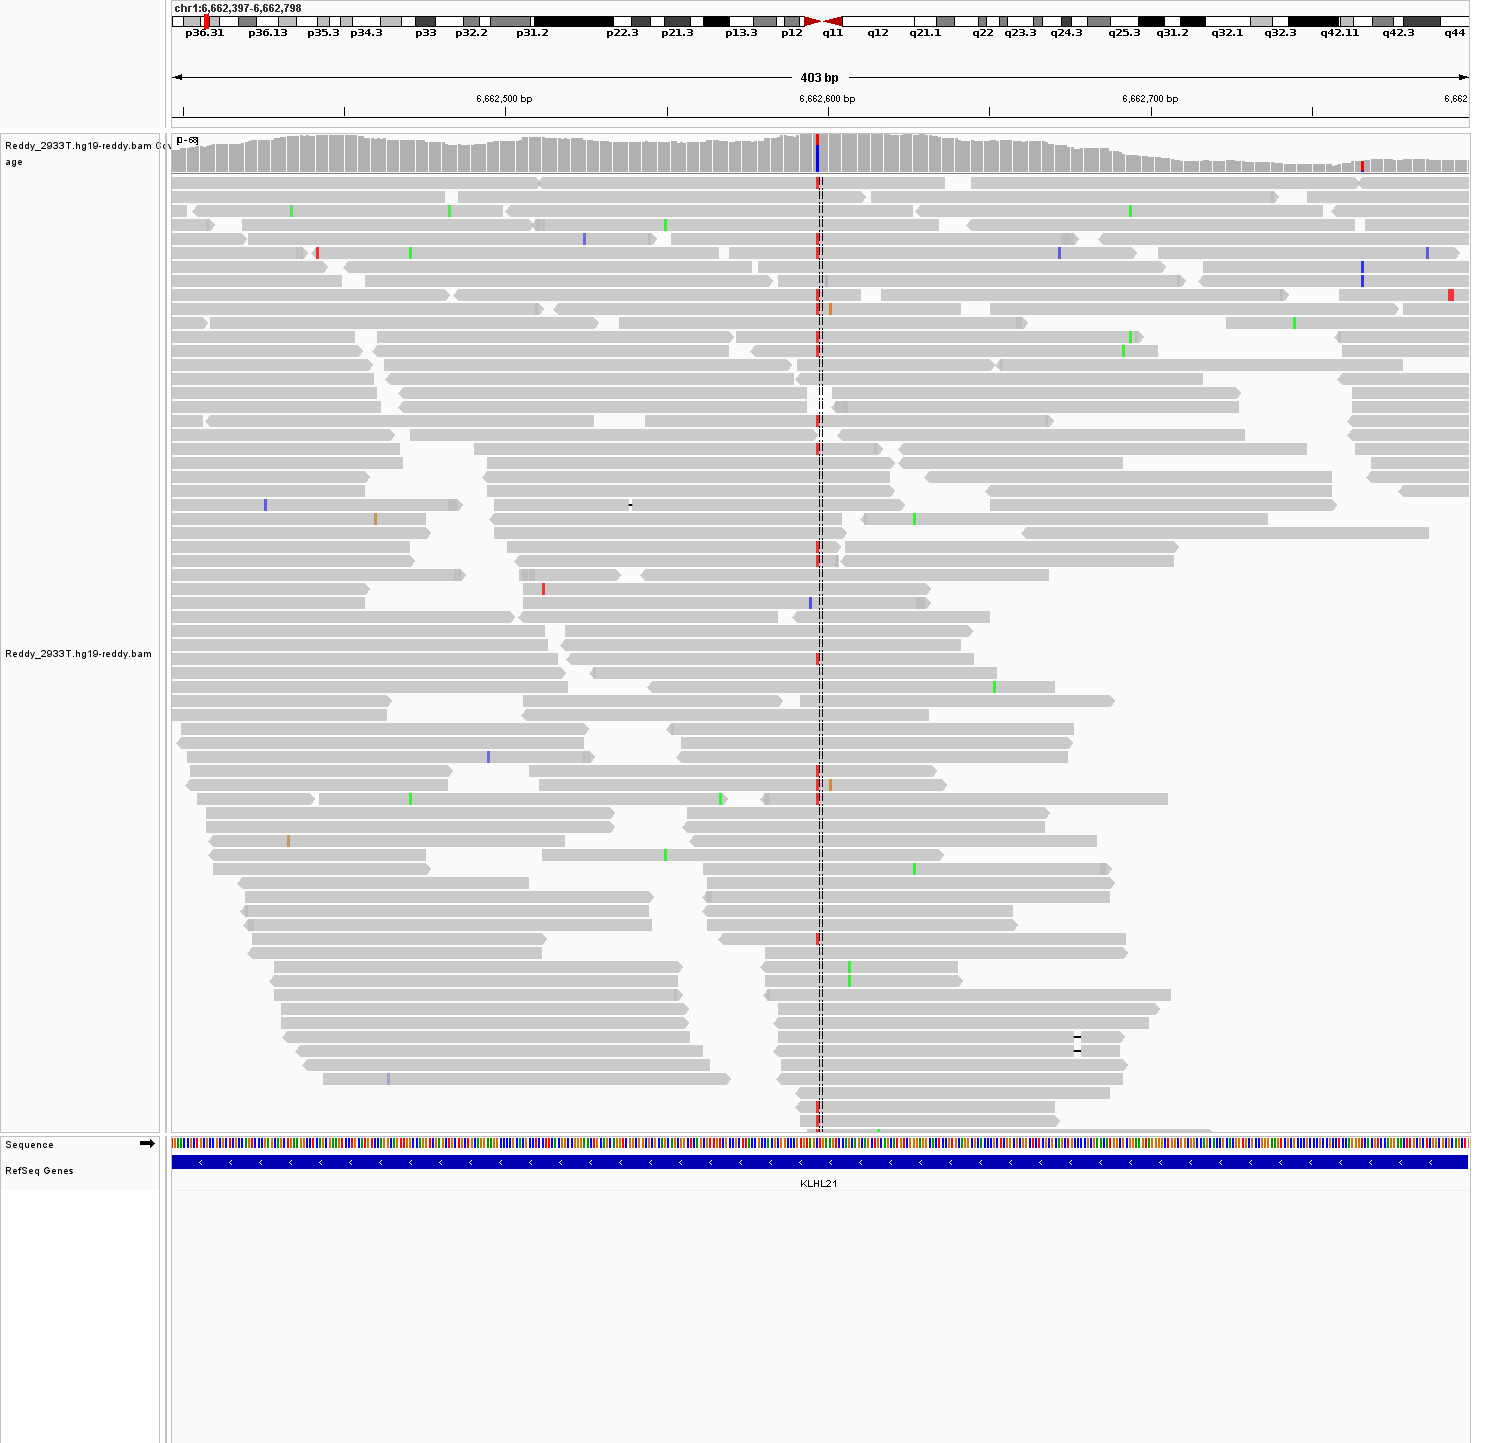 chr1:6,662,397-6,662,798
p36.31 p36.13 p35.3 p34.3 p33 p32.2 p31.2 p22.3 p21.3 p13.3 p12 q11 q12 q21.1 q22 q23.3 q24.3 q25.3 q31.2 q32.1 q32.3 q42.11 q42.3 q44
403 bp
6,662,500 bp 6,662,600 bp 6,662,700 bp 6,662
Reddy_2933T.hg19-reddy.bam Cov
age
[0-68]
Reddy_2933T.hg19-reddy.bam
Sequence
RefSeq Genes
KLHL21